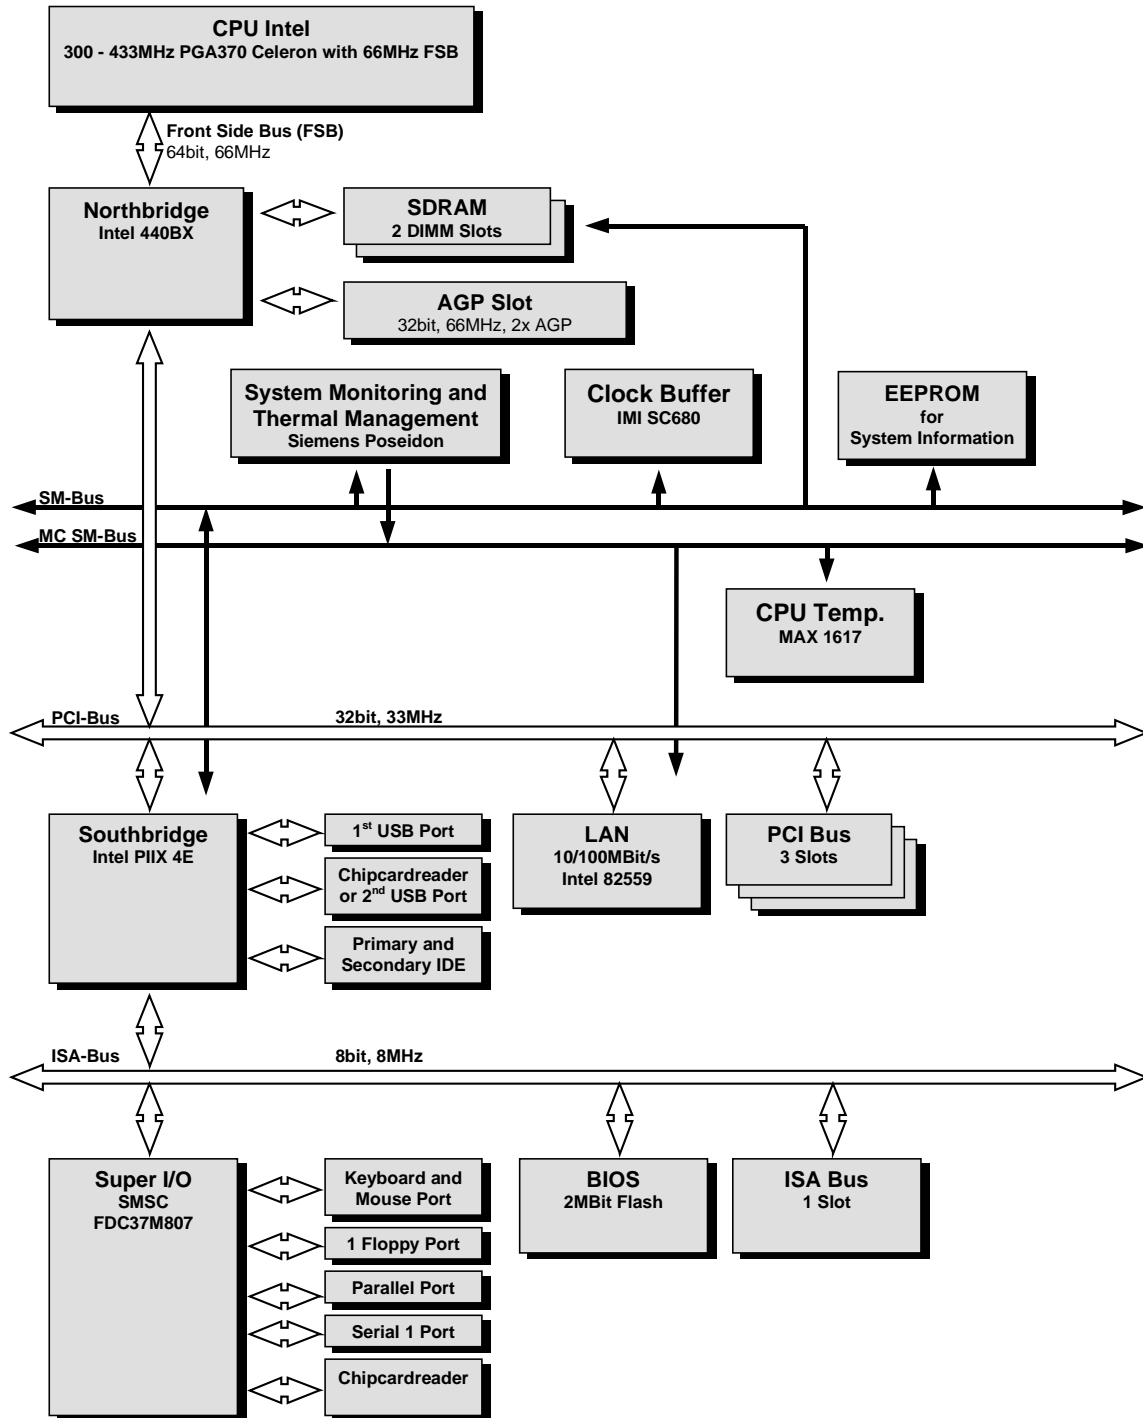 CPU Intel
300 - 433MHz PGA370 Celeron with 66MHz FSB
Front Side Bus (FSB)
64bit, 66MHz
Northbridge
Intel 440BX
SDRAM
2 DIMM Slots
AGP Slot
32bit, 66MHz, 2x AGP
System Monitoring and
Thermal Management
Siemens Poseidon
Clock Buffer
IMI SC680
EEPROM
for
System Information
SM-Bus
MC SM-Bus
CPU Temp.
MAX 1617
PCI-Bus
32bit, 33MHz
Southbridge
Intel PIIX 4E
1st USB Port
Chipcardreader
or 2nd USB Port
Primary and
Secondary IDE
LAN
10/100MBit/s
Intel 82559
PCI Bus
3 Slots
ISA-Bus
8bit, 8MHz
Super I/O
SMSC
FDC37M807
Keyboard and
Mouse Port
1 Floppy Port
Parallel Port
Serial 1 Port
Chipcardreader
BIOS
2MBit Flash
ISA Bus
1 Slot